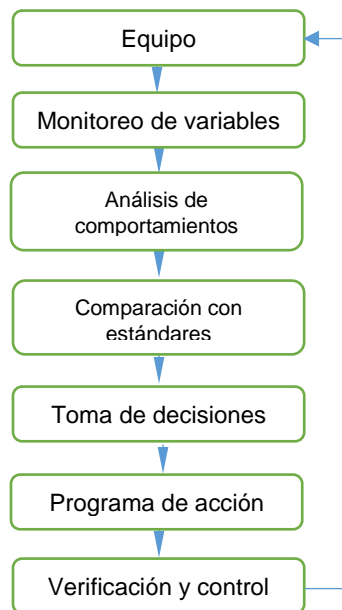 Equipo
Monitoreo de variables
Análisis de
comportamientos
Comparación con
estándares
Toma de decisiones
Programa de acción
Verificación y control